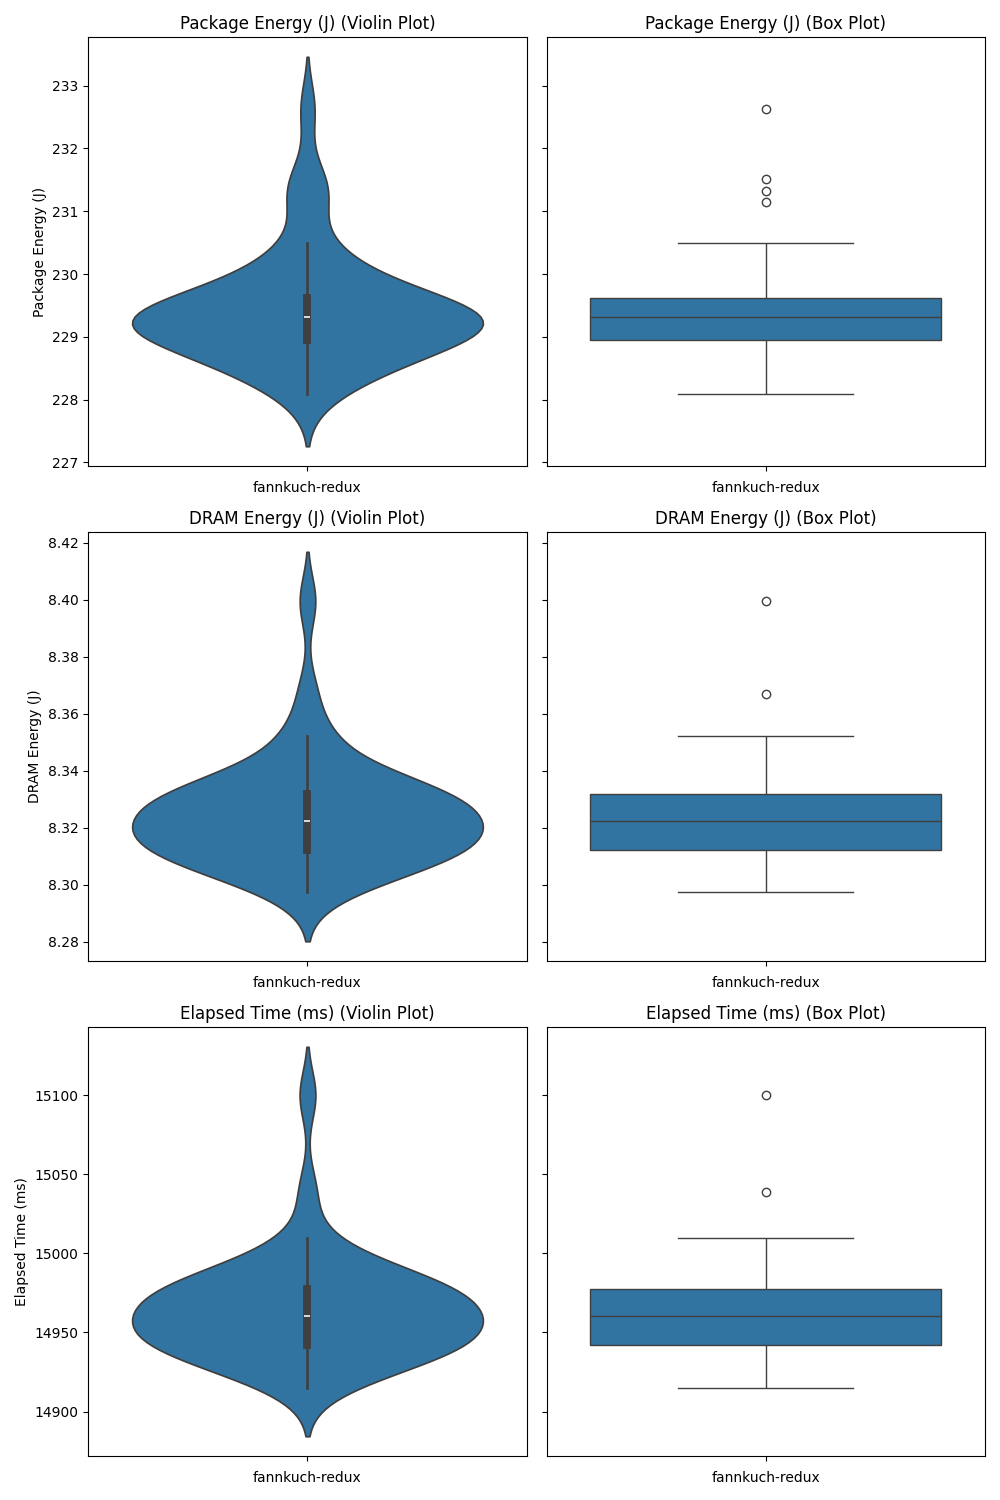 Package Energy (J) (Violin Plot)
Package Energy (J) (Box Plot)
Package Energy (J)
233
232
231
230
229
228
227
fannkuch-redux
fannkuch-redux
DRAM Energy (J) (Violin Plot)
DRAM Energy (J) (Box Plot)
DRAM Energy (J)
8.42
8.40
8.38
8.36
8.34
8.32
8.30
8.28
fannkuch-redux
fannkuch-redux
Elapsed Time (ms) (Violin Plot)
Elapsed Time (ms) (Box Plot)
Elapsed Time (ms)
15100
15050
15000
14950
14900
fannkuch-redux
fannkuch-redux